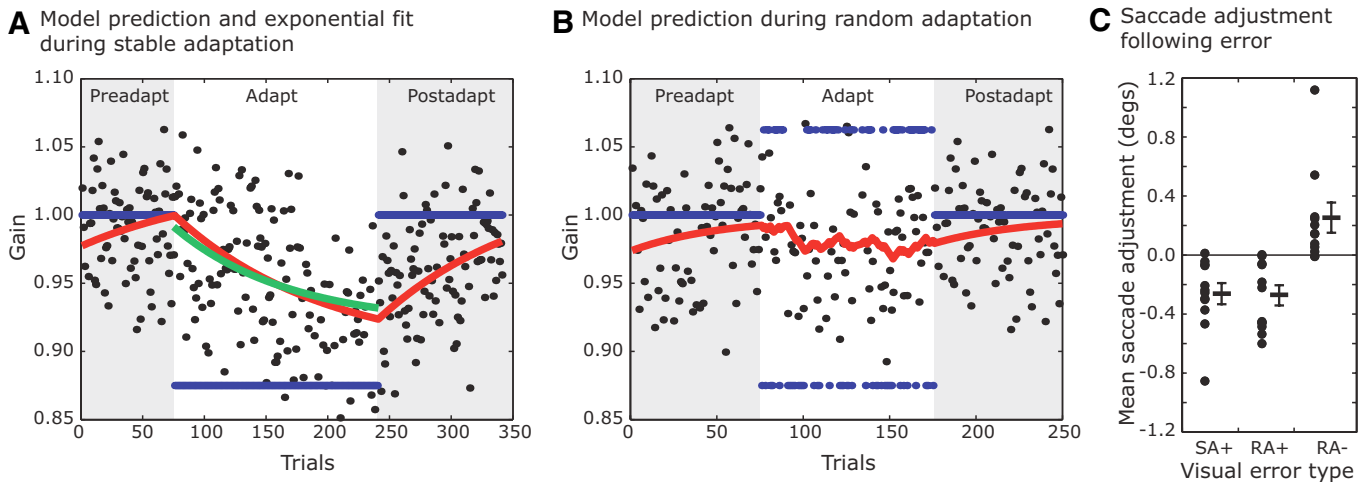 A Model prediction and exponential fit
during stable adaptation
1.10
1.05
1.00
0.95
0.90
0.85
Gain
Preadapt
Adapt
Postadapt
0 50 100 150 200 250 300 350
Trials
B Model prediction during random adaptation
1.10
1.05
1.00
0.95
0.90
0.85
Gain
Preadapt
Adapt
Postadapt
0 50 100 150 200 250
Trials
C Saccade adjustment
following error
1.2
0.8
0.4
0.0
-0.4
-0.8
-1.2
Mean saccade adjustment (degs)
SA+ RA+ RA-
Visual error type